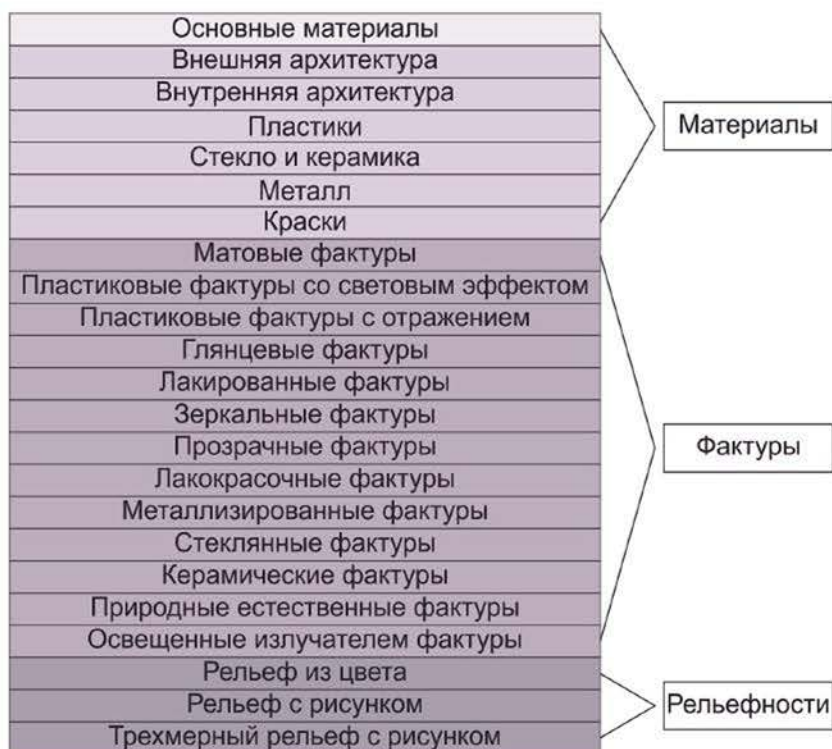 Основные материалы
Внешняя архитектура
Внутренняя архитектура
Пластики
Стекло и керамика
Металл
Краски
Матовые фактуры
Пластиковые фактуры со световым эффектом
Пластиковые фактуры с отражением
Глянцевые фактуры
Лакированные фактуры
Зеркальные фактуры
Прозрачные фактуры
Лакокрасочные фактуры
Металлизированные фактуры
Стеклянные фактуры
Керамические фактуры
Природные естественные фактуры
Освещенные излучателем фактуры
Рельеф из цвета
Рельеф с рисунком
Трехмерный рельеф с рисунком
Материалы
Фактуры
Рельефности